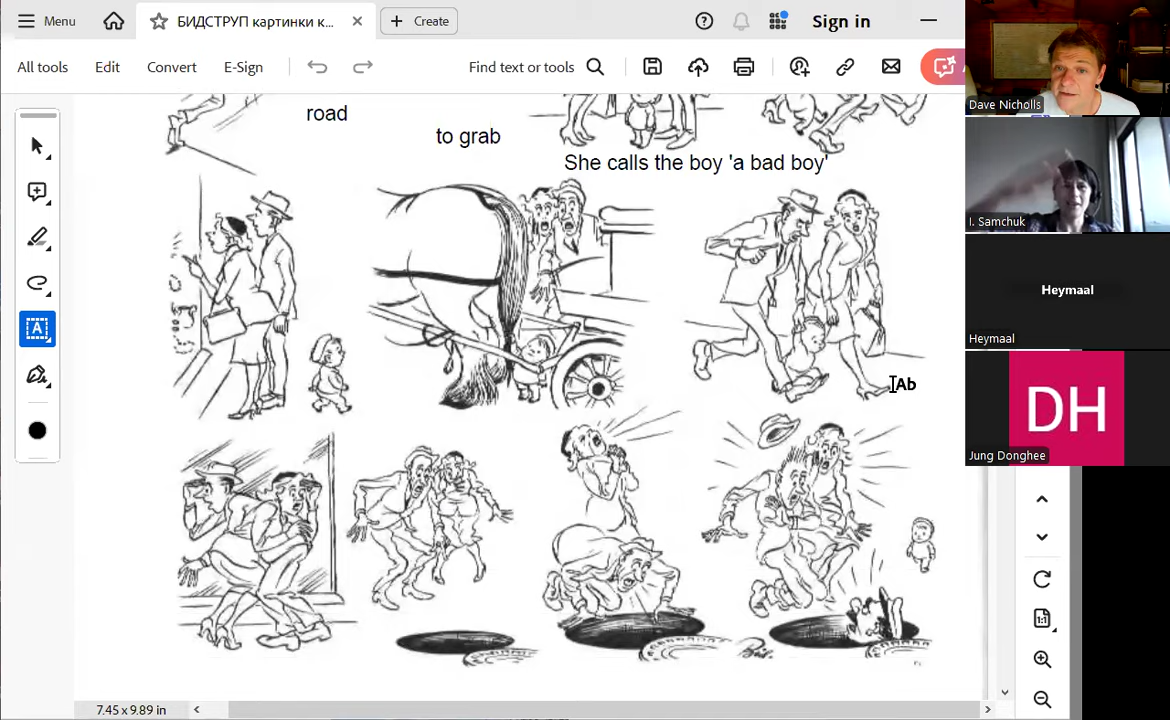 Menu
БИДСТРУП картинки к...
Create
Sign in
All tools
Edit
Convert
E-Sign
Find text or tools
road
to grab
She calls the boy 'a bad boy'
Ab
7.45 x 9.89 in
1:1
Dave Nicholls
I. Samchuk
Heymaal
Heymaal
DH
Jung Donghee